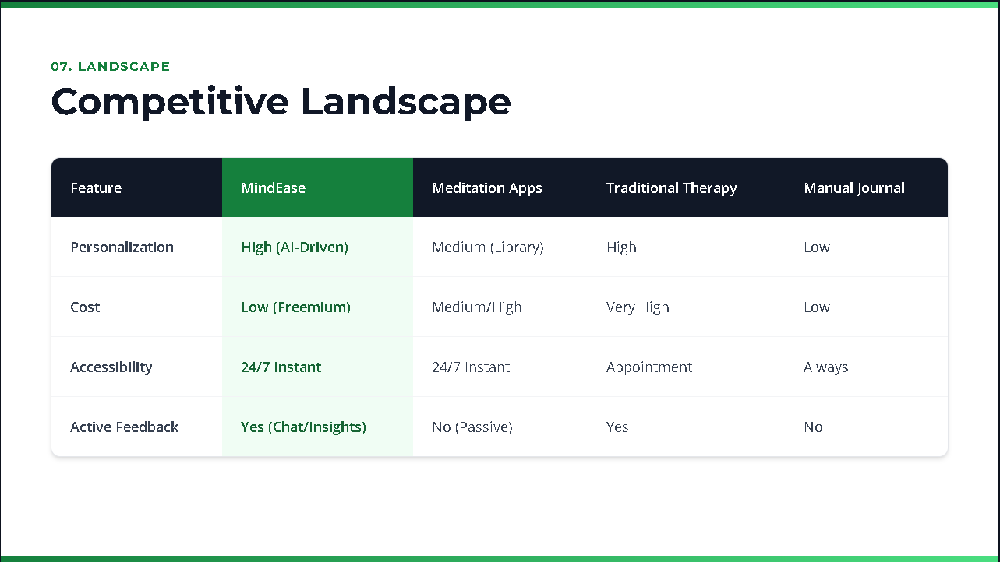 07. LANDSCAPE
Competitive Landscape
Feature MindEase Meditation Apps Traditional Therapy Manual Journal
Personalization High (AI-Driven) Medium (Library) High Low
Cost Low (Freemium) Medium/High Very High Low
Accessibility 24/7 Instant 24/7 Instant Appointment Always
Active Feedback Yes (Chat/Insights) No (Passive) Yes No